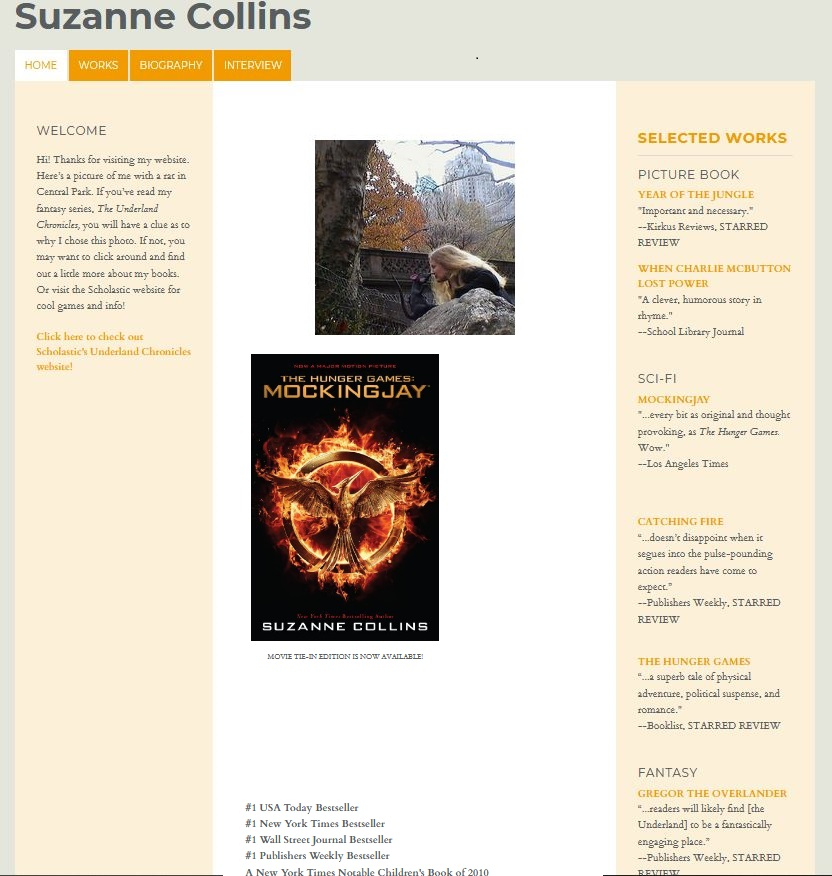 Suzanne Collins
HOME
WORKS
BIOGRAPHY
INTERVIEW
WELCOME
Hi! Thanks for visiting my website.
Here's a picture of me with a rat in
Central Park. If you've read my
fantasy series, The Underland
Chronicles, you will have a clue as to
why I chose this photo. If not, you
may want to click around and find
out a little more about my books.
Or visit the Scholastic website for
cool games and info!
Click here to check out
Scholastic's Underland Chronicles
website!
NOW A MAJOR MOTION PICTURE
THE HUNGER GAMES:
MOCKINGJAY
New York Times Bestselling Author
SUZANNE COLLINS
MOVIE TIE-IN EDITION IS NOW AVAILABLE!
#1 USA Today Bestseller
#1 New York Times Bestseller
#1 Wall Street Journal Bestseller
#1 Publishers Weekly Bestseller
A New York Times Notable Children's Book of 2010
SELECTED WORKS
PICTURE BOOK
YEAR OF THE JUNGLE
"Important and necessary."
--Kirkus Reviews, STARRED
REVIEW
WHEN CHARLIE MCBUTTON
LOST POWER
"A clever, humorous story in
rhyme."
--School Library Journal
SCI-FI
MOCKINGJAY
"...every bit as original and thought
provoking, as The Hunger Games.
Wow."
--Los Angeles Times
CATCHING FIRE
“...doesn't disappoint when it
segues into the pulse-pounding
action readers have come to
expect.”
--Publishers Weekly, STARRED
REVIEW
THE HUNGER GAMES
“...a superb tale of physical
adventure, political suspense, and
romance.”
--Booklist, STARRED REVIEW
FANTASY
GREGOR THE OVERLANDER
“...readers will likely find [the
Underland] to be a fantastically
engaging place.”
--Publishers Weekly, STARRED
REVIEW